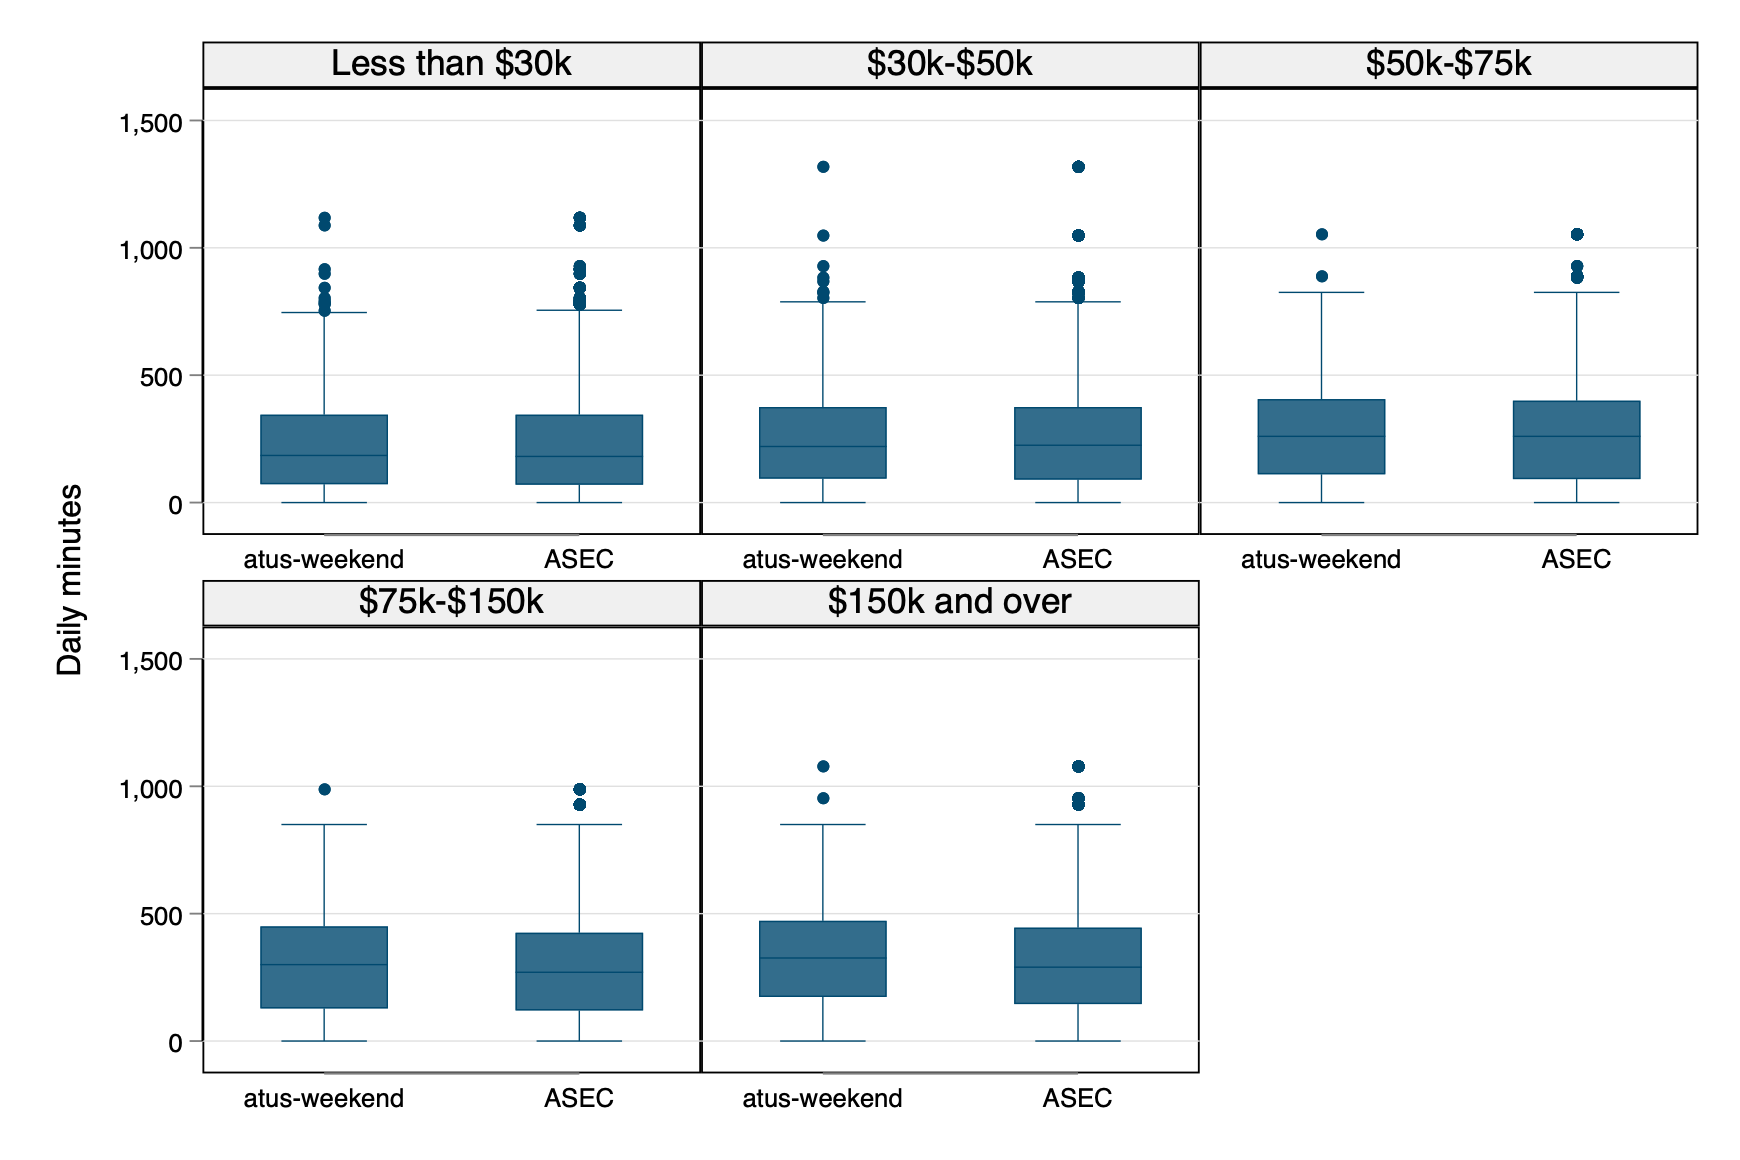 Less than $30k
$30k-$50k
$50k-$75k
1,500
1,000
500
0
atus-weekend
ASEC
atus-weekend
ASEC
atus-weekend
ASEC
Daily minutes
$75k-$150k
$150k and over
1,500
1,000
500
0
atus-weekend
ASEC
atus-weekend
ASEC